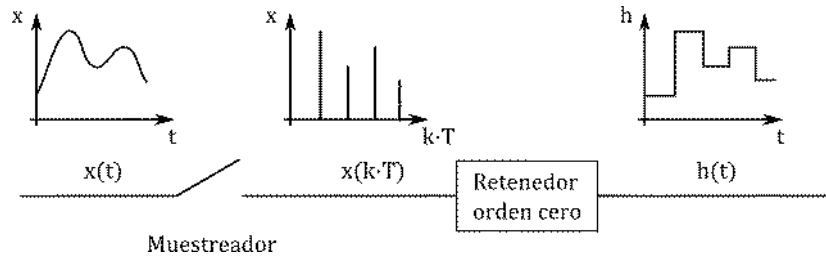 x
t
x
k·T
h
t
x(t)
x(k·T)
Retenedor
orden cero
h(t)
Muestreador